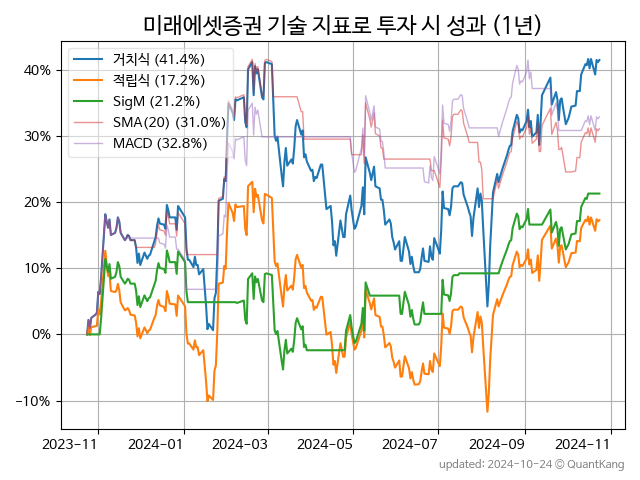 미래에셋증권 기술 지표로 투자 시 성과 (1년)
거치식 (41.4%)
적립식 (17.2%)
SigM (21.2%)
SMA(20) (31.0%)
MACD (32.8%)
40%
30%
20%
10%
0%
−10%
2023-11
2024-01
2024-03
2024-05
2024-07
2024-09
2024-11
updated: 2024-10-24 © QuantKang